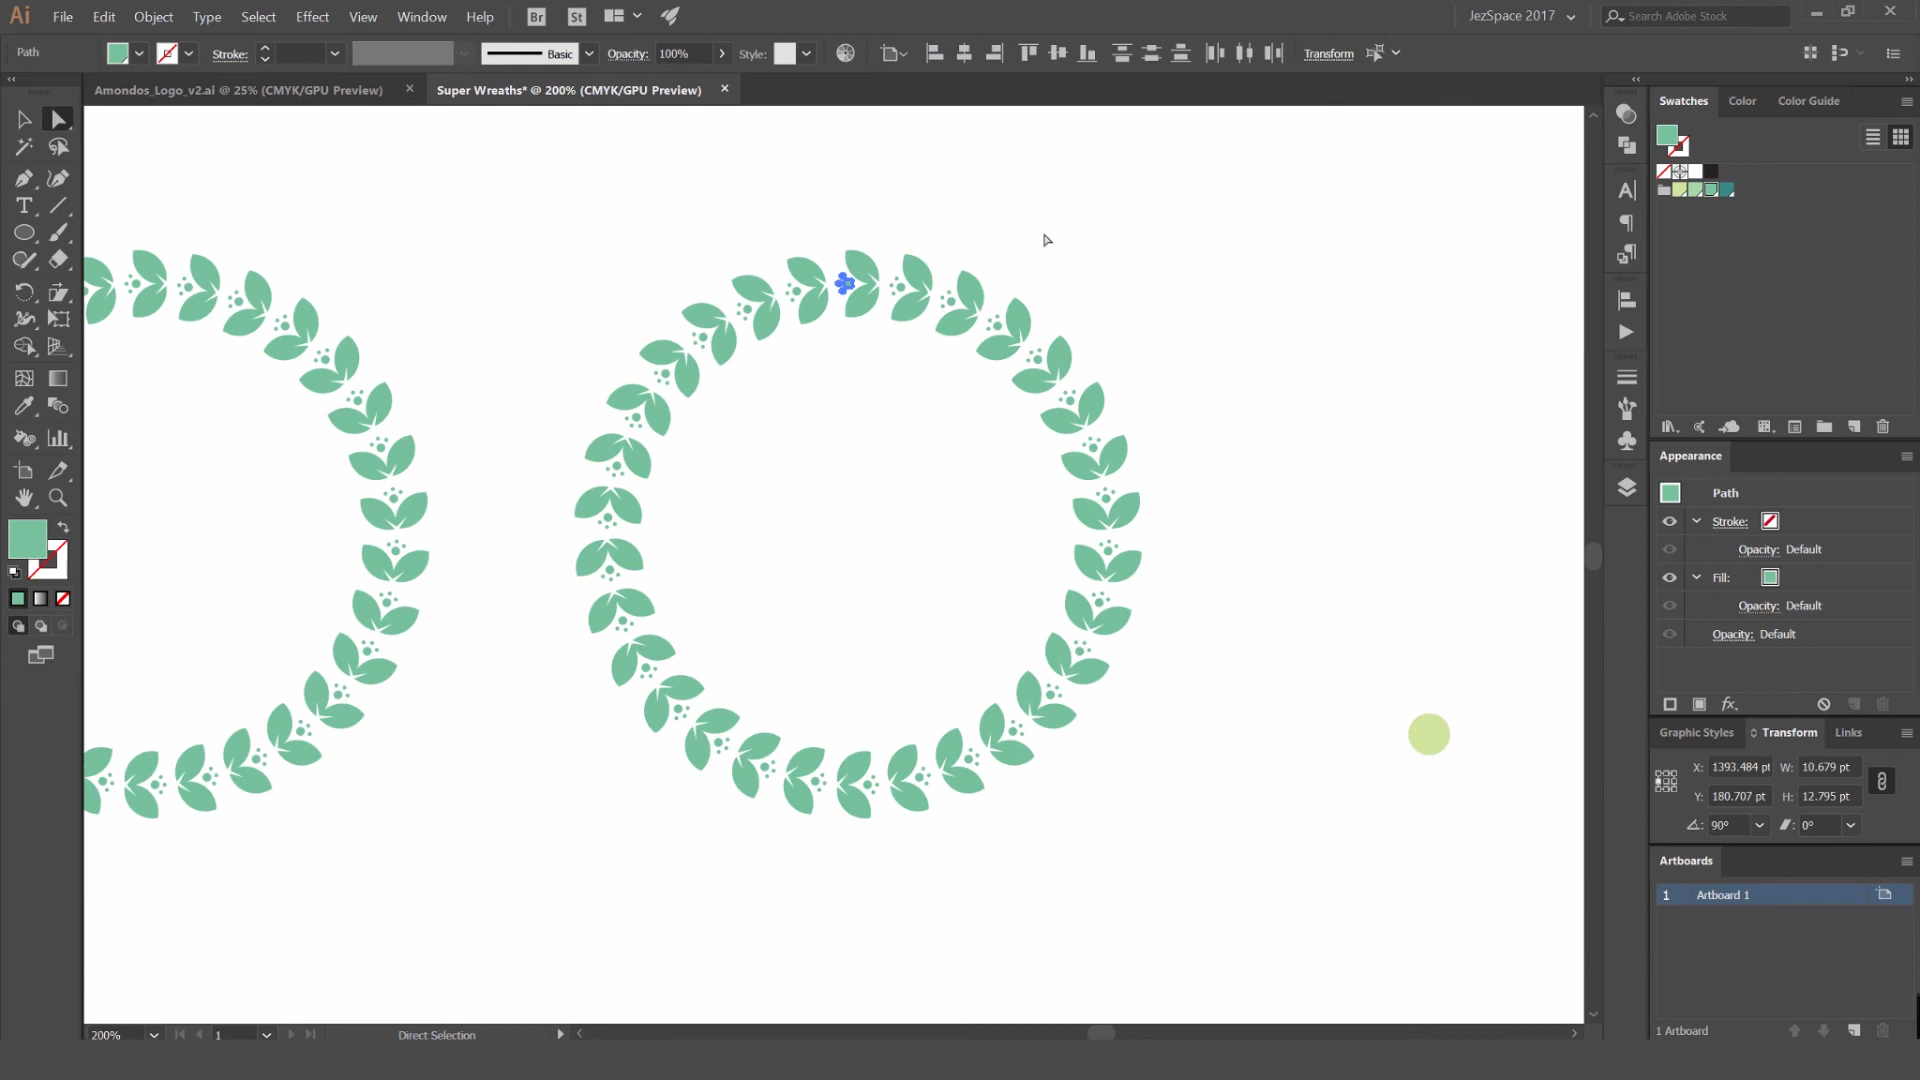 Ai File Edit Object Type Select Effect View Window Help Br St JezSpace 2017 Search Adobe Stock
Path Stroke: Basic Opacity: 100% Style: Transform
Amondos_Logo_v2.ai @ 25% (CMYK/GPU Preview) Super Wreaths* @ 200% (CMYK/GPU Preview)
Swatches Color Color Guide
Appearance
Path
Stroke:
Opacity: Default
Fill:
Opacity: Default
Opacity: Default
fx
Graphic Styles Transform Links
X: 1393.484 pt W: 10.679 pt
Y: 180.707 pt H: 12.795 pt
90° 0°
Artboards
1 Artboard 1
1 Artboard
200% 1 Direct Selection